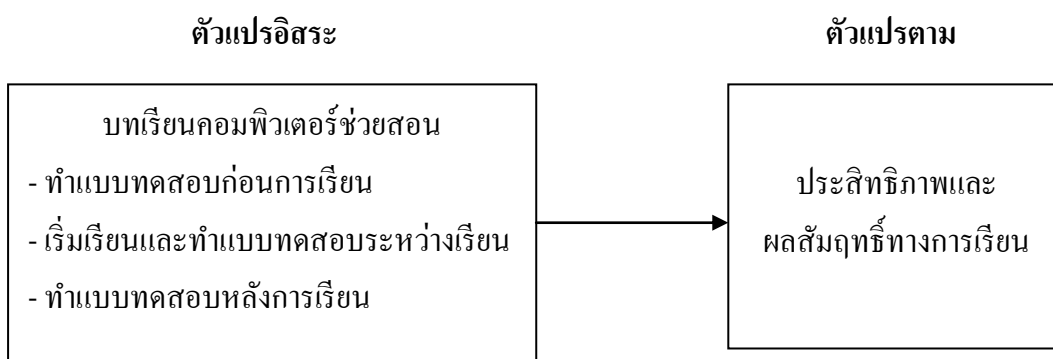 ตัวแปรอิสระ
ตัวแปรตาม
บทเรียนคอมพิวเตอร์ช่วยสอน
- ทำแบบทดสอบก่อนการเรียน
- เริ่มเรียนและทำแบบทดสอบระหว่างเรียน
- ทำแบบทดสอบหลังการเรียน
ประสิทธิภาพและ
ผลสัมฤทธิ์ทางการเรียน